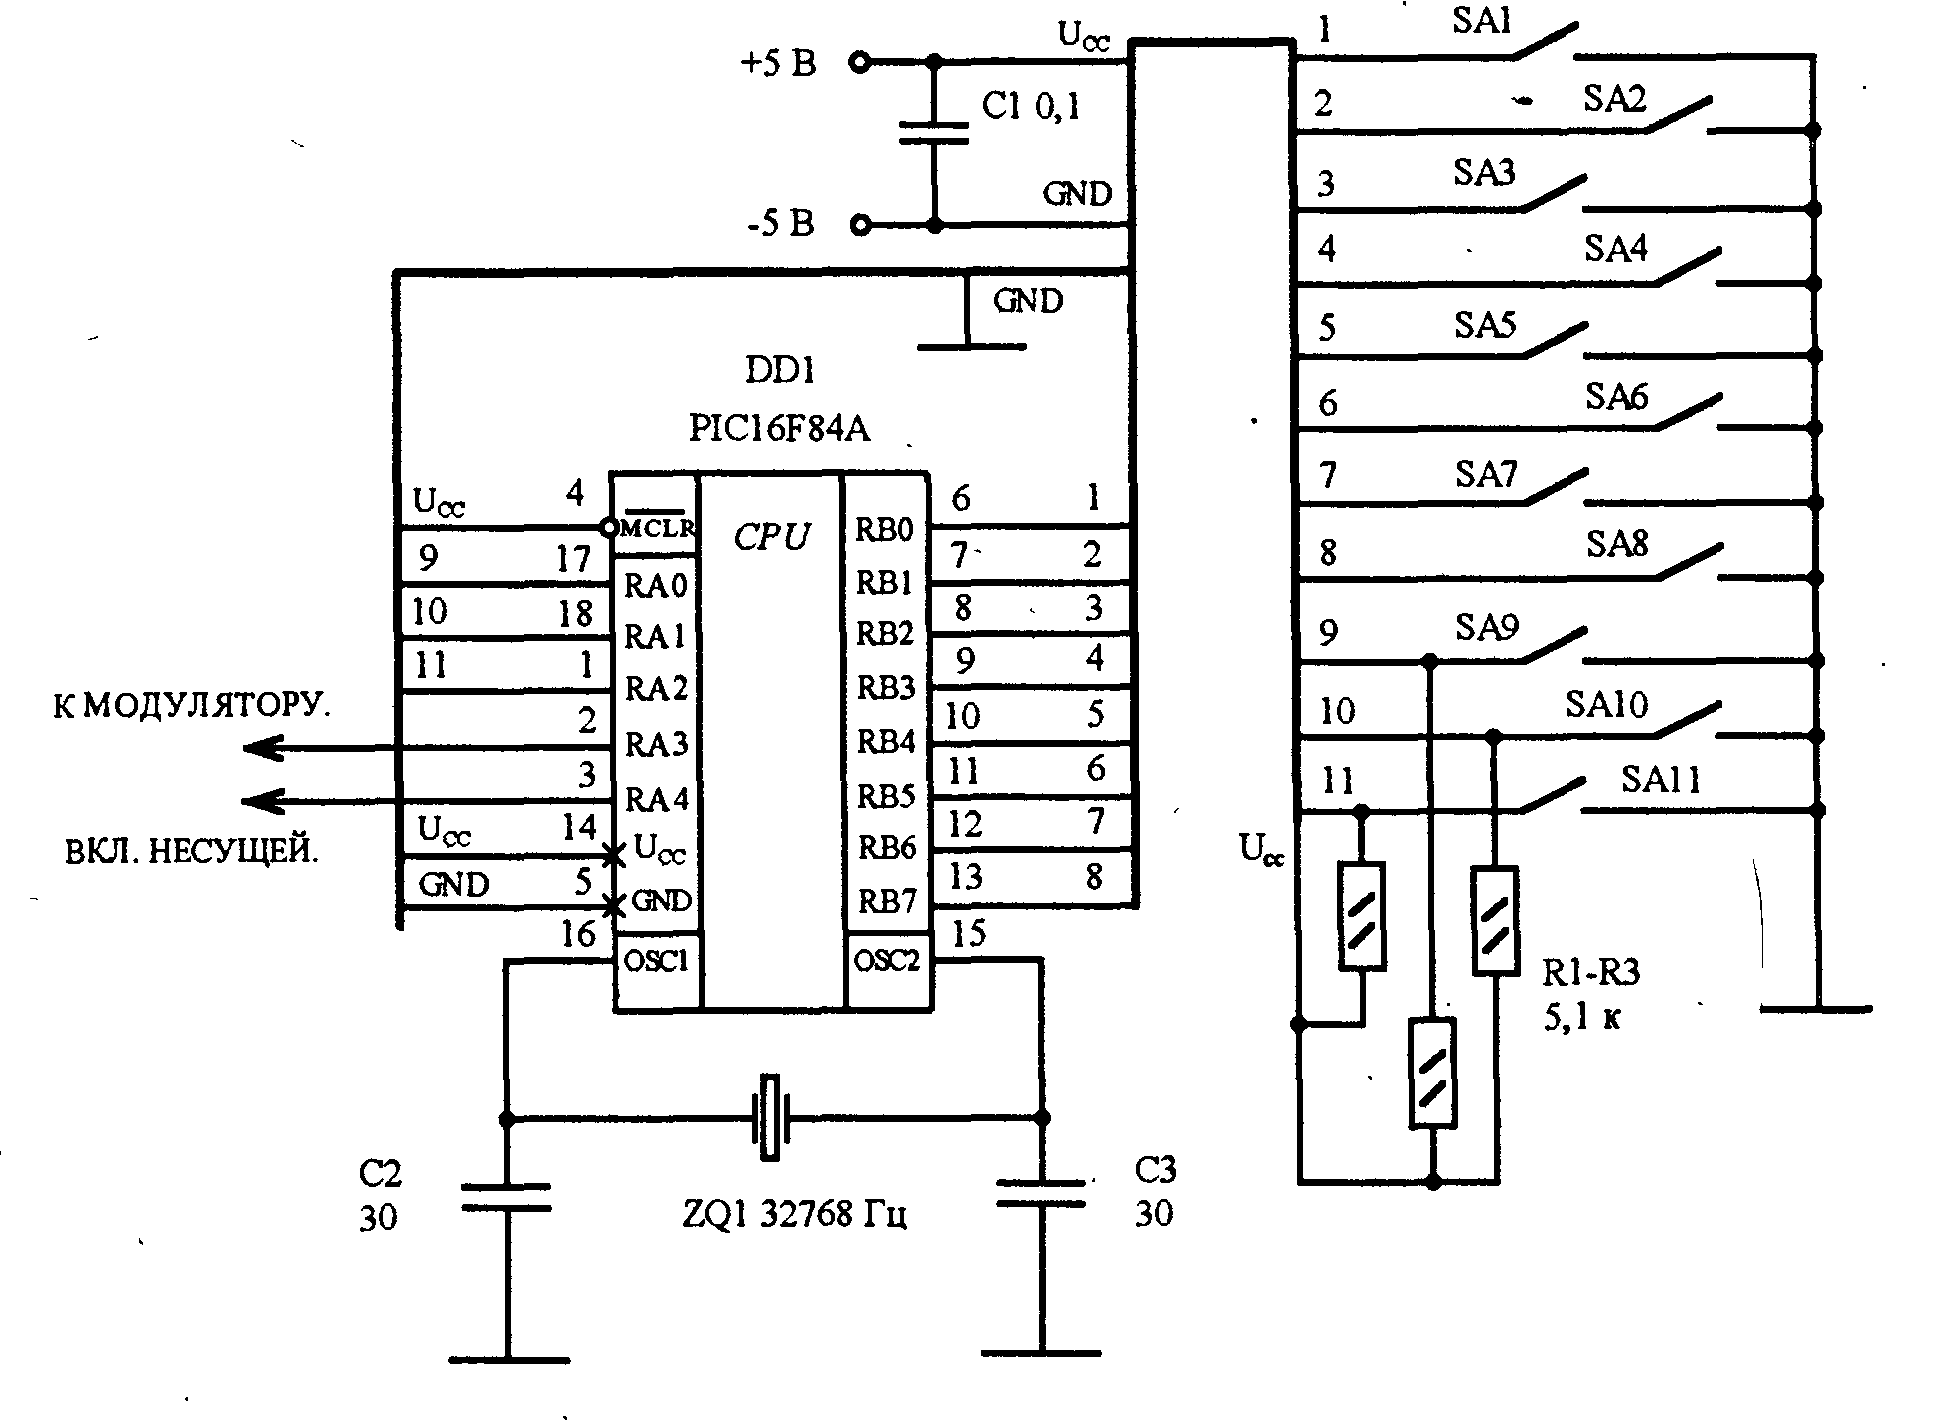 +5 В
Ucc
C1 0,1
GND
-5 В
GND
DD1
PIC16F84A
Ucc 4 MCLR CPU RB0 6 1
9 17 RA0 RB1 7 2
10 18 RA1 RB2 8 3
11 1 RA2 RB3 9 4
К МОДУЛЯТОРУ. 2 RA3 RB4 10 5
3 RA4 RB5 11 6
ВКЛ. НЕСУЩЕЙ. Ucc 14 Ucc RB6 12 7
GND 5 GND RB7 13 8
16 OSC1 OSC2 15
C2
30
ZQ1 32768 Гц
C3
30
1 SA1
2 SA2
3 SA3
4 SA4
5 SA5
6 SA6
7 SA7
8 SA8
9 SA9
10 SA10
11 SA11
Ucc
R1-R3
5,1 к